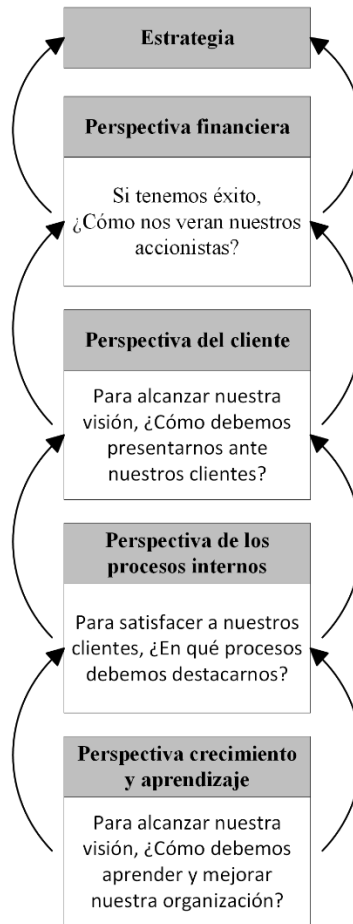 Estrategia
Perspectiva financiera
Si tenemos éxito,
¿Cómo nos veran nuestros
accionistas?
Perspectiva del cliente
Para alcanzar nuestra
visión, ¿Cómo debemos
presentarnos ante
nuestros clientes?
Perspectiva de los
procesos internos
Para satisfacer a nuestros
clientes, ¿En qué procesos
debemos destacarnos?
Perspectiva crecimiento
y aprendizaje
Para alcanzar nuestra
visión, ¿Cómo debemos
aprender y mejorar
nuestra organización?